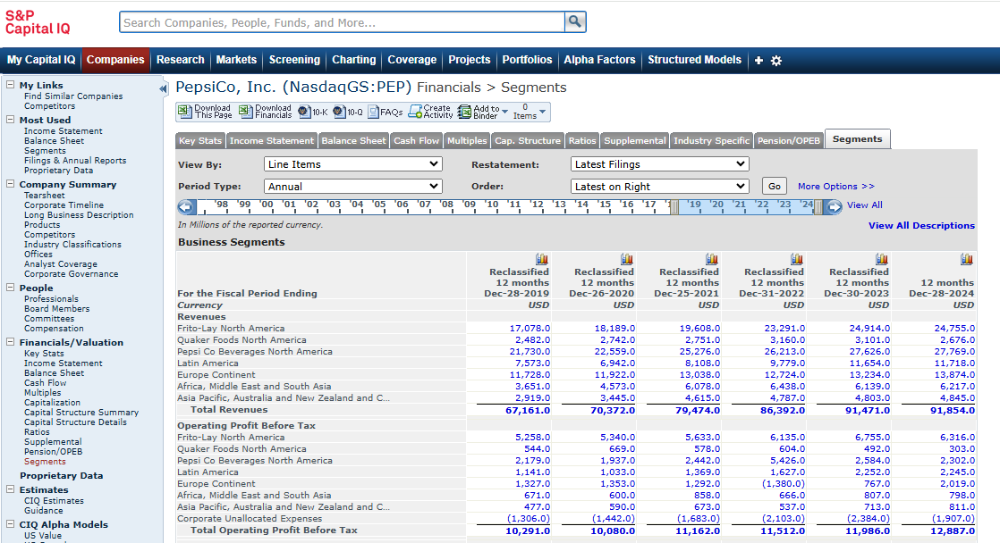 S&P
Capital IQ
Search Companies, People, Funds, and More...
My Capital IQ Companies Research Markets Screening Charting Coverage Projects Portfolios Alpha Factors Structured Models
My Links
Find Similar Companies
Competitors
Most Used
Income Statement
Balance Sheet
Segments
Filings & Annual Reports
Proprietary Data
Company Summary
Tearsheet
Corporate Timeline
Long Business Description
Products
Competitors
Industry Classifications
Offices
Analyst Coverage
Corporate Governance
People
Professionals
Board Members
Committees
Compensation
Financials/Valuation
Key Stats
Income Statement
Balance Sheet
Cash Flow
Multiples
Capitalization
Capital Structure Summary
Capital Structure Details
Ratios
Supplemental
Pension/OPEB
Segments
Proprietary Data
Estimates
CIQ Estimates
Guidance
CIQ Alpha Models
US Value
PepsiCo, Inc. (NasdaqGS:PEP) Financials > Segments
Download This Page Download Financials 10-K 10-Q FAQs Create Activity Add to Binder 0 Items
Key Stats Income Statement Balance Sheet Cash Flow Multiples Cap. Structure Ratios Supplemental Industry Specific Pension/OPEB Segments
View By: Line Items Restatement: Latest Filings
Period Type: Annual Order: Latest on Right Go More Options >>
'98 '99 '00 '01 '02 '03 '04 '05 '06 '07 '08 '09 '10 '11 '12 '13 '14 '15 '16 '17 '19 '20 '21 '22 '23 '24 View All
In Millions of the reported currency. View All Descriptions
Business Segments
Reclassified Reclassified Reclassified Reclassified Reclassified
12 months 12 months 12 months 12 months 12 months 12 months
For the Fiscal Period Ending Dec-28-2019 Dec-26-2020 Dec-25-2021 Dec-31-2022 Dec-30-2023 Dec-28-2024
Currency USD USD USD USD USD USD
Revenues
Frito-Lay North America 17,078.0 18,189.0 19,608.0 23,291.0 24,914.0 24,755.0
Quaker Foods North America 2,482.0 2,742.0 2,751.0 3,160.0 3,101.0 2,676.0
Pepsi Co Beverages North America 21,730.0 22,559.0 25,276.0 26,213.0 27,626.0 27,769.0
Latin America 7,573.0 6,942.0 8,108.0 9,779.0 11,654.0 11,718.0
Europe Continent 11,728.0 11,922.0 13,038.0 12,724.0 13,234.0 13,874.0
Africa, Middle East and South Asia 3,651.0 4,573.0 6,078.0 6,438.0 6,139.0 6,217.0
Asia Pacific, Australia and New Zealand and C... 2,919.0 3,445.0 4,615.0 4,787.0 4,803.0 4,845.0
Total Revenues 67,161.0 70,372.0 79,474.0 86,392.0 91,471.0 91,854.0
Operating Profit Before Tax
Frito-Lay North America 5,258.0 5,340.0 5,633.0 6,135.0 6,755.0 6,316.0
Quaker Foods North America 544.0 669.0 578.0 604.0 492.0 303.0
Pepsi Co Beverages North America 2,179.0 1,937.0 2,442.0 5,426.0 2,584.0 2,302.0
Latin America 1,141.0 1,033.0 1,369.0 1,627.0 2,252.0 2,245.0
Europe Continent 1,327.0 1,353.0 1,292.0 (1,380.0) 767.0 2,019.0
Africa, Middle East and South Asia 671.0 600.0 858.0 666.0 807.0 798.0
Asia Pacific, Australia and New Zealand and C... 477.0 590.0 673.0 537.0 713.0 811.0
Corporate Unallocated Expenses (1,306.0) (1,442.0) (1,683.0) (2,103.0) (2,384.0) (1,907.0)
Total Operating Profit Before Tax 10,291.0 10,080.0 11,162.0 11,512.0 11,986.0 12,887.0